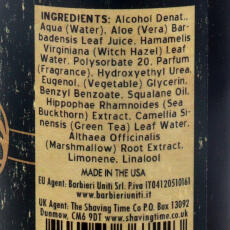 INGREDIENTS: Alcohol Denat.,
Aqua (Water), Aloe (Vera) Bar-
badensis Leaf Juice, Hamamelis
Virginiana (Witch Hazel) Leaf
Water, Polysorbate 20, Parfum
(Fragrance), Hydroxyethyl Urea,
Eugenol, (Vegetable) Glycerin,
Benzyl Benzoate, Squalane Oil,
Hippophae Rhamnoides (Sea
Buckthorn) Extract, Camellia Si-
nensis (Green Tea) Leaf Water,
Althaea Officinalis
(Marshmallow) Root Extract,
Limonene, Linalool
MADE IN THE USA
EU Agent: Barbieri Uniti Srl P.iva IT04120510161
www.barbieriuniti.it
UK Agent: The Shaving Time Co P.O Box 13092
Dunmow, CM6 9DT www.shavingtime.co.uk